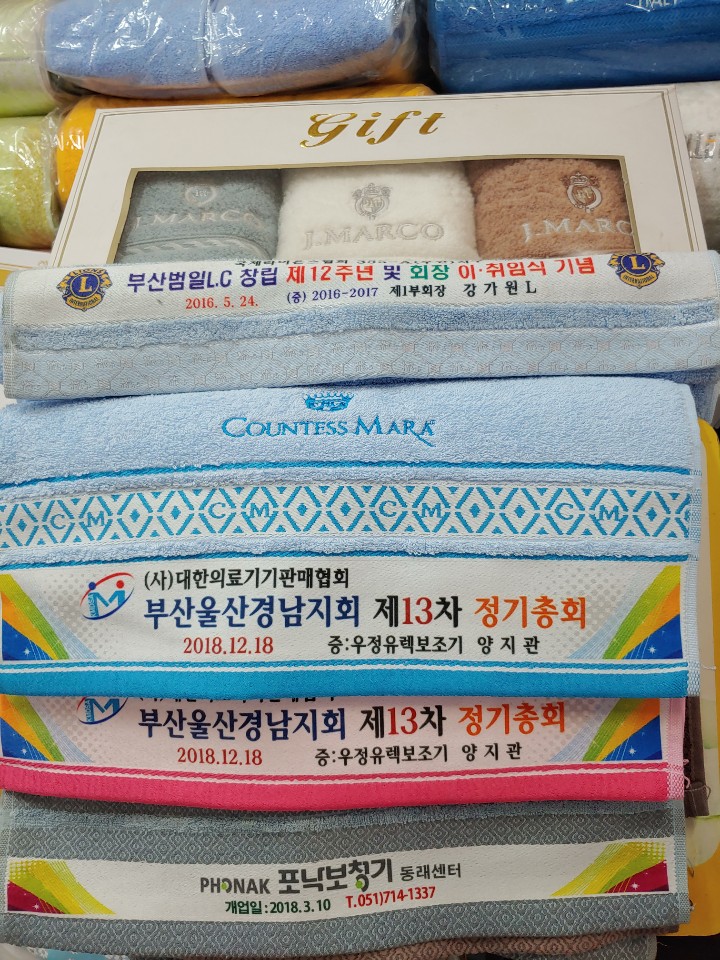 Gift
J.MARCO
J.MARCO
J.MARC
부산범일L.C 창립 제12주년 및 회장 이·취임식 기념
2016. 5. 24. (증) 2016-2017 제1부회장 강가원 L
COUNTESS MARA
C M C M C M C M
(사)대한의료기기판매협회
부산울산경남지회 제13차 정기총회
2018.12.18 증:우정유렉보조기 양지관
부산울산경남지회 제13차 정기총회
2018.12.18 증:우정유렉보조기 양지관
PHONAK 포낙보청기 동래센터
개업일:2018.3.10 T.051)714-1337